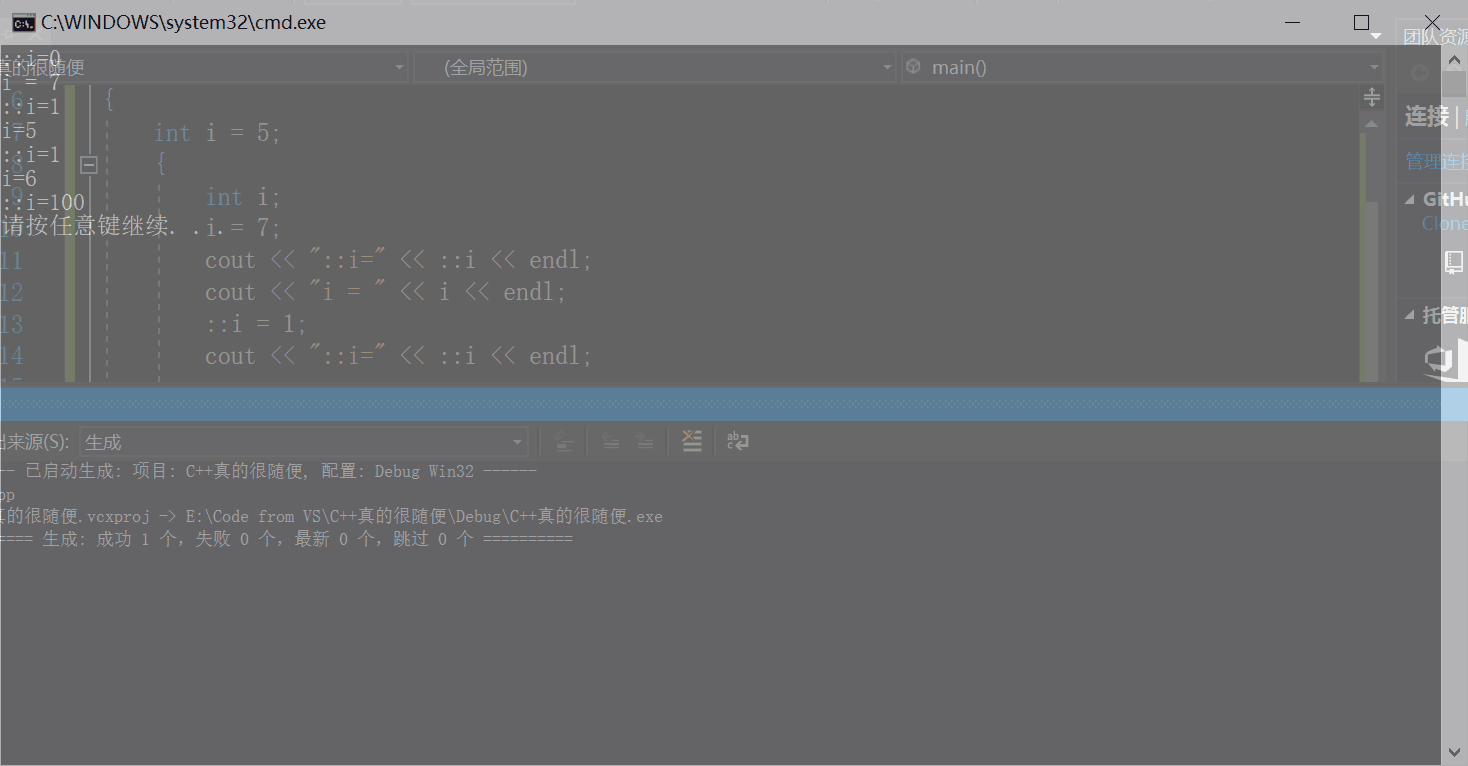 C:\WINDOWS\system32\cmd.exe
团队资源
::i=0
真的很随便
(全局范围)
main()
i = 7
6 {
::i=1
连接
i=5
7 int i = 5;
::i=1
8 {
管理连接
i=6
9 int i;
GitHu
::i=100
Clone
请按任意键继续. . .
i = 7;
11 cout << "::i=" << ::i << endl;
12 cout << "i = " << i << endl;
13 ::i = 1;
托管服
14 cout << "::i=" << ::i << endl;
出来源(S): 生成
-- 已启动生成: 项目: C++真的很随便, 配置: Debug Win32 ------
pp
真的很随便.vcxproj -> E:\Code from VS\C++真的很随便\Debug\C++真的很随便.exe
==== 生成: 成功 1 个，失败 0 个，最新 0 个，跳过 0 个 ==========